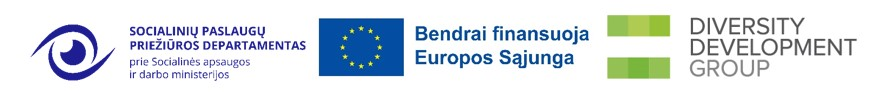 SOCIALINIŲ PASLAUGŲ
PRIEŽIŪROS DEPARTAMENTAS
prie Socialinės apsaugos
ir darbo ministerijos
Bendrai finansuoja
Europos Sąjunga
DIVERSITY
DEVELOPMENT
GROUP